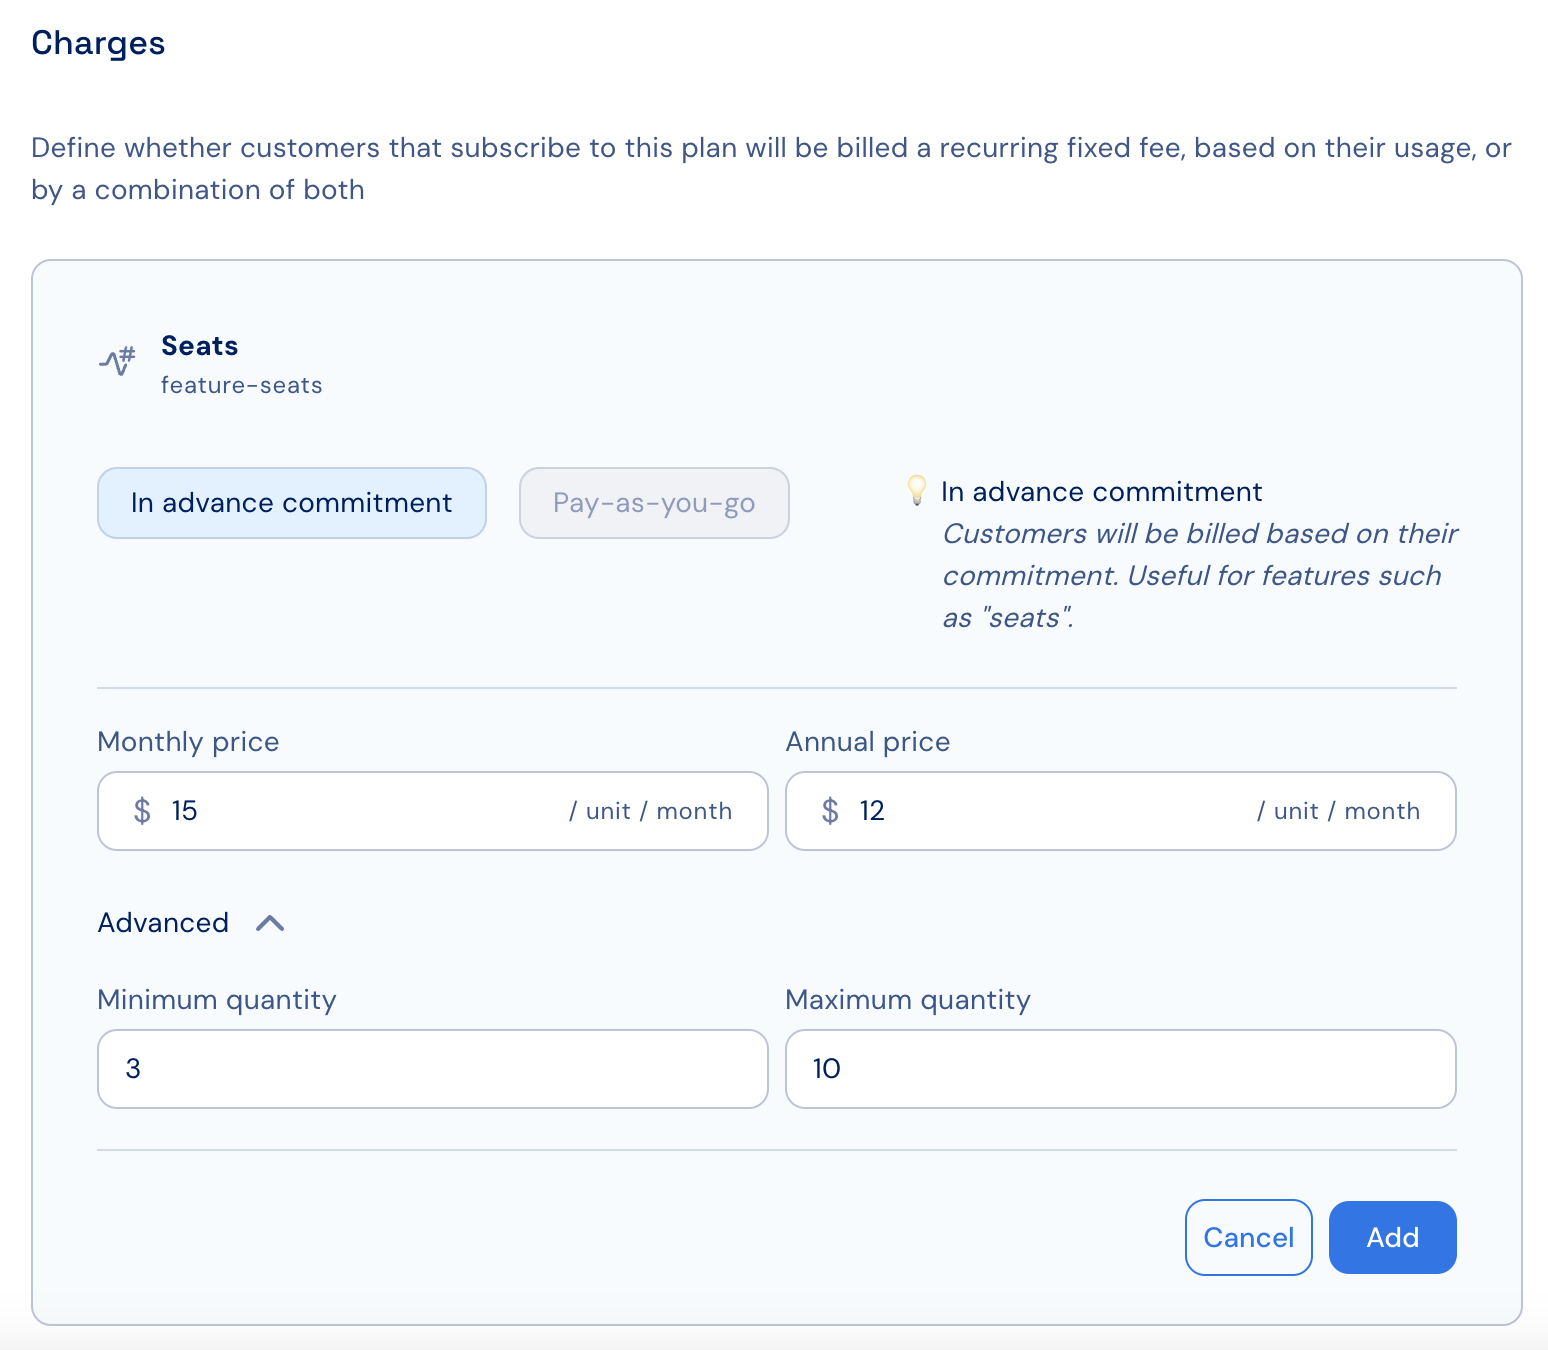 Charges
Define whether customers that subscribe to this plan will be billed a recurring fixed fee, based on their usage, or
by a combination of both
Seats
feature-seats
In advance commitment
Pay-as-you-go
In advance commitment
Customers will be billed based on their
commitment. Useful for features such
as "seats".
Monthly price
Annual price
$ 15 / unit / month
$ 12 / unit / month
Advanced
Minimum quantity
Maximum quantity
3
10
Cancel
Add